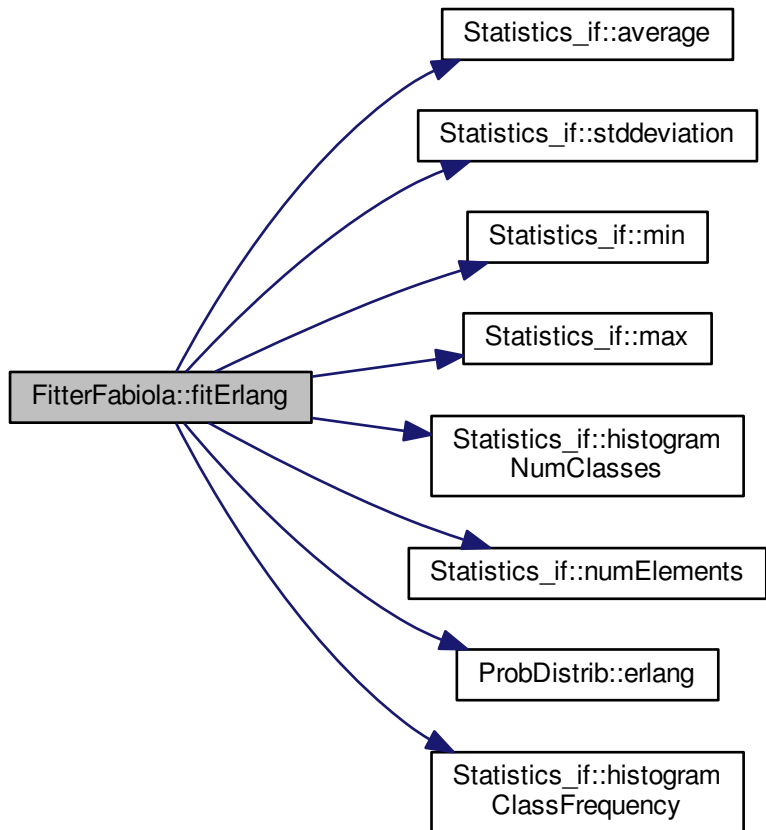 Statistics_if::average
Statistics_if::stddeviation
Statistics_if::min
Statistics_if::max
FitterFabiola::fitErlang
Statistics_if::histogram
NumClasses
Statistics_if::numElements
ProbDistrib::erlang
Statistics_if::histogram
ClassFrequency